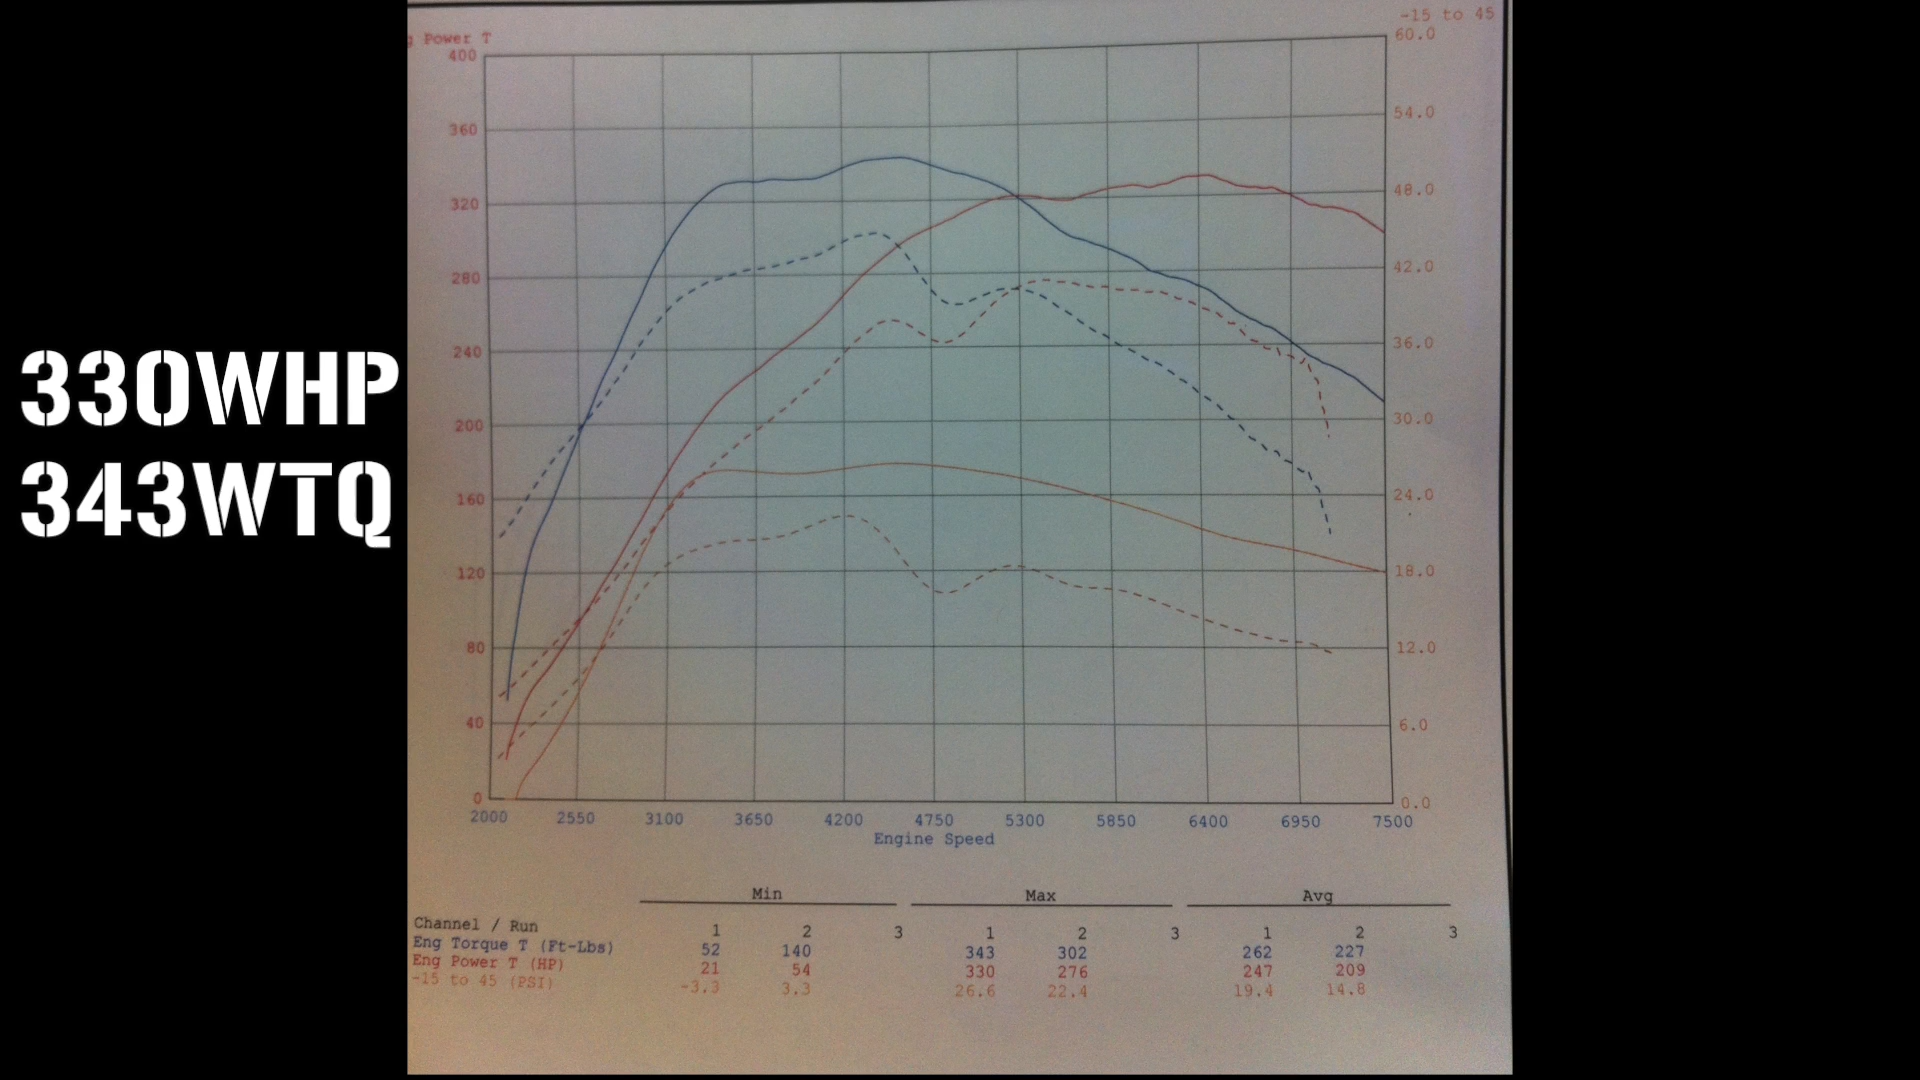 330WHP
343WTQ
Power T
-15 to 45
400
360
320
280
240
200
160
120
80
40
0
60.0
54.0
48.0
42.0
36.0
30.0
24.0
18.0
12.0
6.0
0.0
2000 2550 3100 3650 4200 4750 5300 5850 6400 6950 7500
Engine Speed
Min Max Avg
Channel / Run 1 2 3 1 2 3 1 2 3
Eng Torque T (Ft-Lbs) 52 140 343 302 262 227
Eng Power T (HP) 21 54 330 276 247 209
-15 to 45 (PSI) -3.3 3.3 26.6 22.4 19.4 14.8